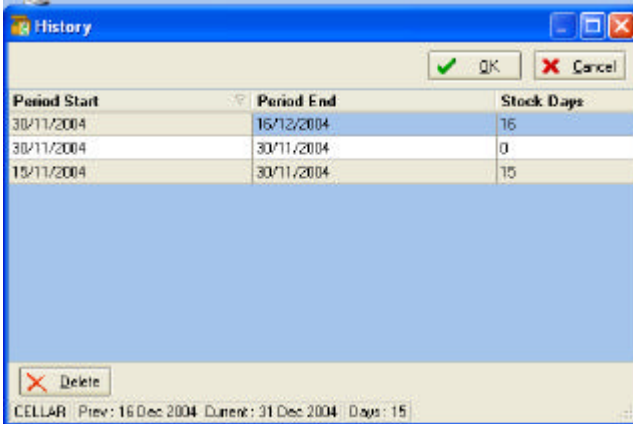 History
OK Cancel
Period Start Period End Stock Days
30/11/2004 16/12/2004 16
30/11/2004 30/11/2004 0
15/11/2004 30/11/2004 15
Delete
CELLAR Prev: 16 Dec 2004 Current: 31 Dec 2004 Days: 15